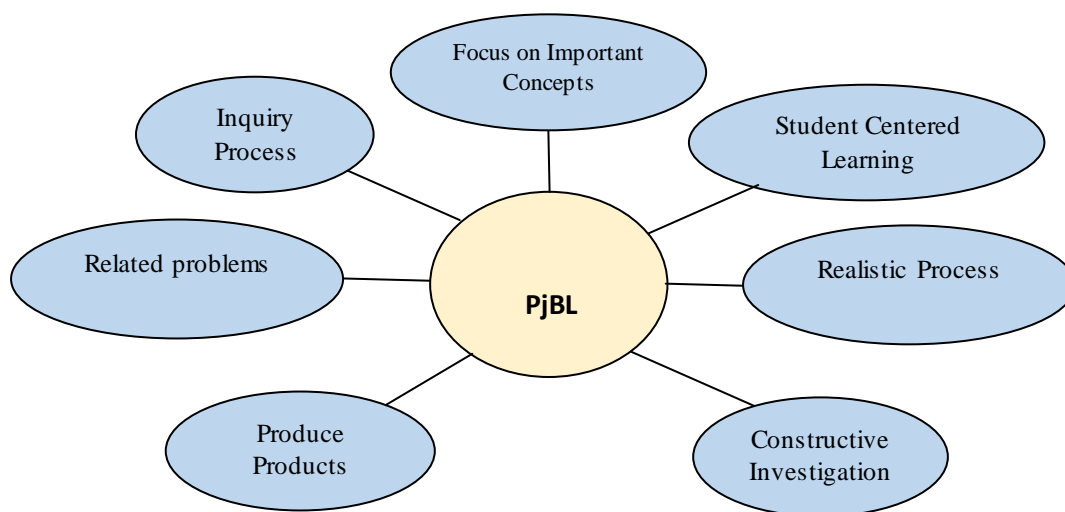 Focus on Important
Concepts
Inquiry
Process
Student Centered
Learning
Related problems
Realistic Process
PjBL
Produce
Products
Constructive
Investigation